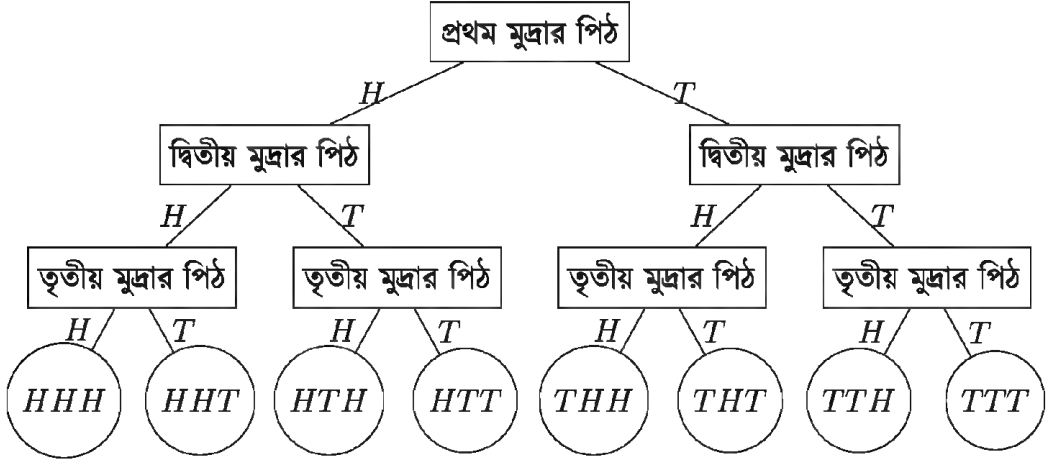 প্রথম মুদ্রার পিঠ
H T
দ্বিতীয় মুদ্রার পিঠ দ্বিতীয় মুদ্রার পিঠ
H T H T
তৃতীয় মুদ্রার পিঠ তৃতীয় মুদ্রার পিঠ তৃতীয় মুদ্রার পিঠ তৃতীয় মুদ্রার পিঠ
H T H T H T H T
HHH HHT HTH HTT THH THT TTH TTT